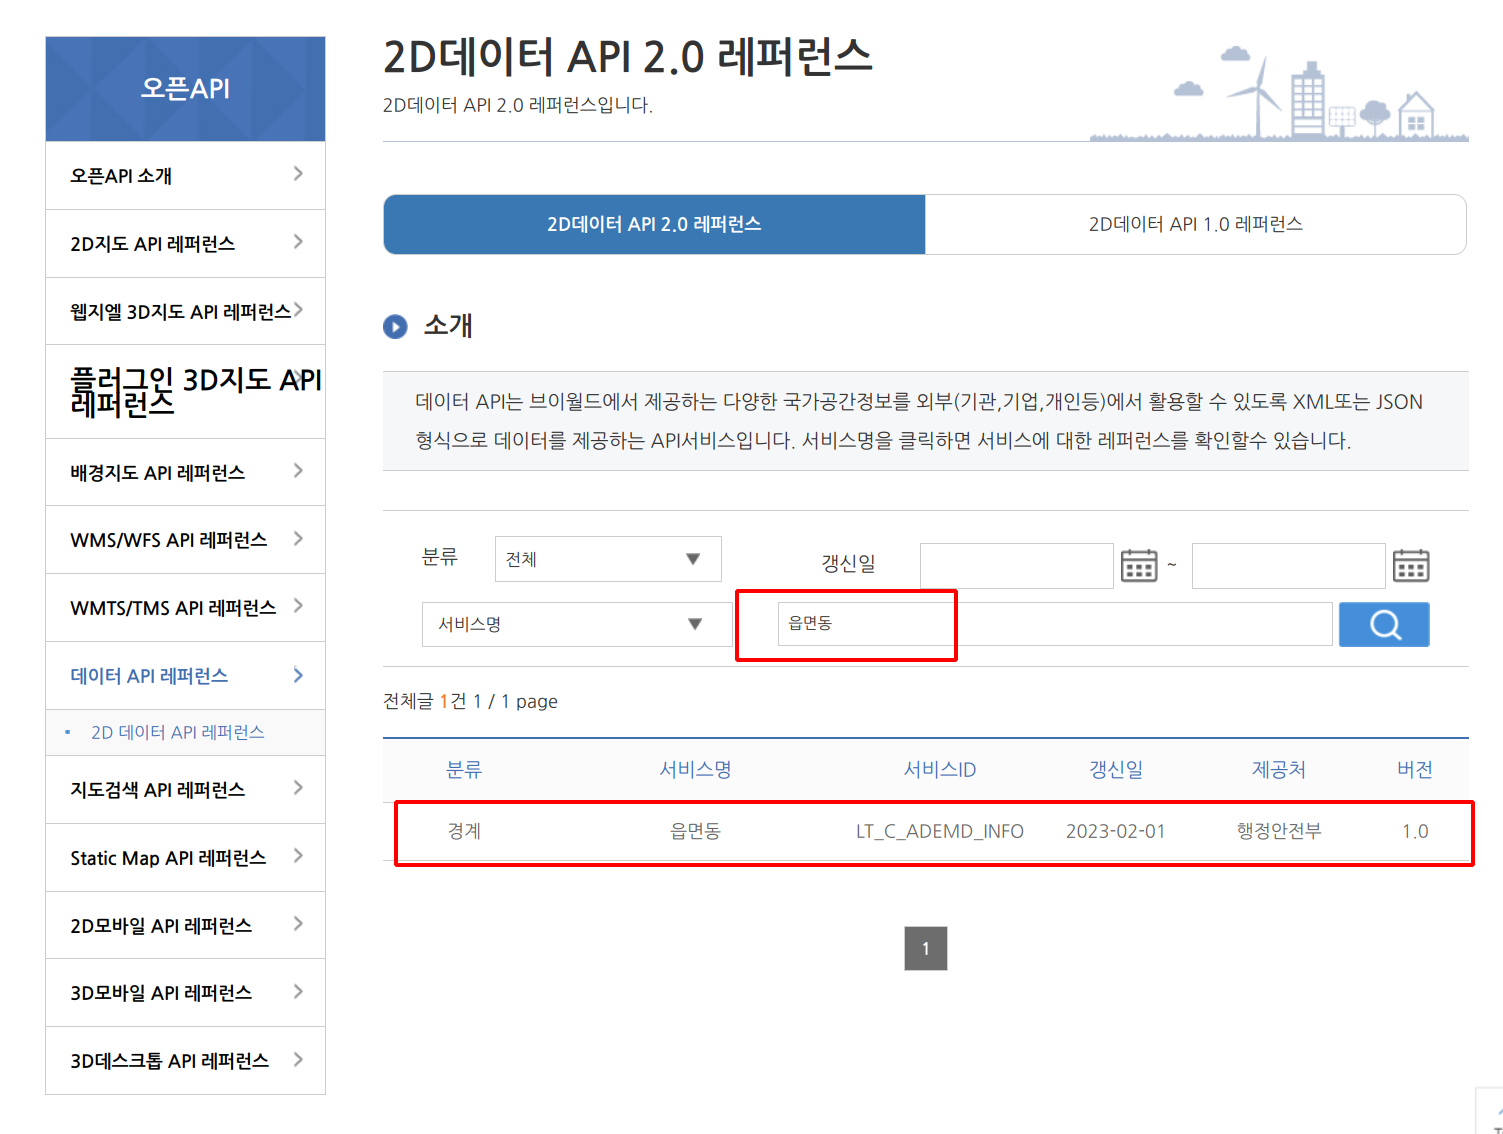 오픈API
오픈API 소개
2D지도 API 레퍼런스
웹지엘 3D지도 API 레퍼런스
플러그인 3D지도 API
레퍼런스
배경지도 API 레퍼런스
WMS/WFS API 레퍼런스
WMTS/TMS API 레퍼런스
데이터 API 레퍼런스
2D 데이터 API 레퍼런스
지도검색 API 레퍼런스
Static Map API 레퍼런스
2D모바일 API 레퍼런스
3D모바일 API 레퍼런스
3D데스크톱 API 레퍼런스
2D데이터 API 2.0 레퍼런스
2D데이터 API 2.0 레퍼런스입니다.
2D데이터 API 2.0 레퍼런스 2D데이터 API 1.0 레퍼런스
소개
데이터 API는 브이월드에서 제공하는 다양한 국가공간정보를 외부(기관,기업,개인등)에서 활용할 수 있도록 XML또는 JSON
형식으로 데이터를 제공하는 API서비스입니다. 서비스명을 클릭하면 서비스에 대한 레퍼런스를 확인할수 있습니다.
분류 전체 갱신일 ~
서비스명 읍면동
전체글 1건 1 / 1 page
분류 서비스명 서비스ID 갱신일 제공처 버전
경계 읍면동 LT_C_ADEMD_INFO 2023-02-01 행정안전부 1.0
1